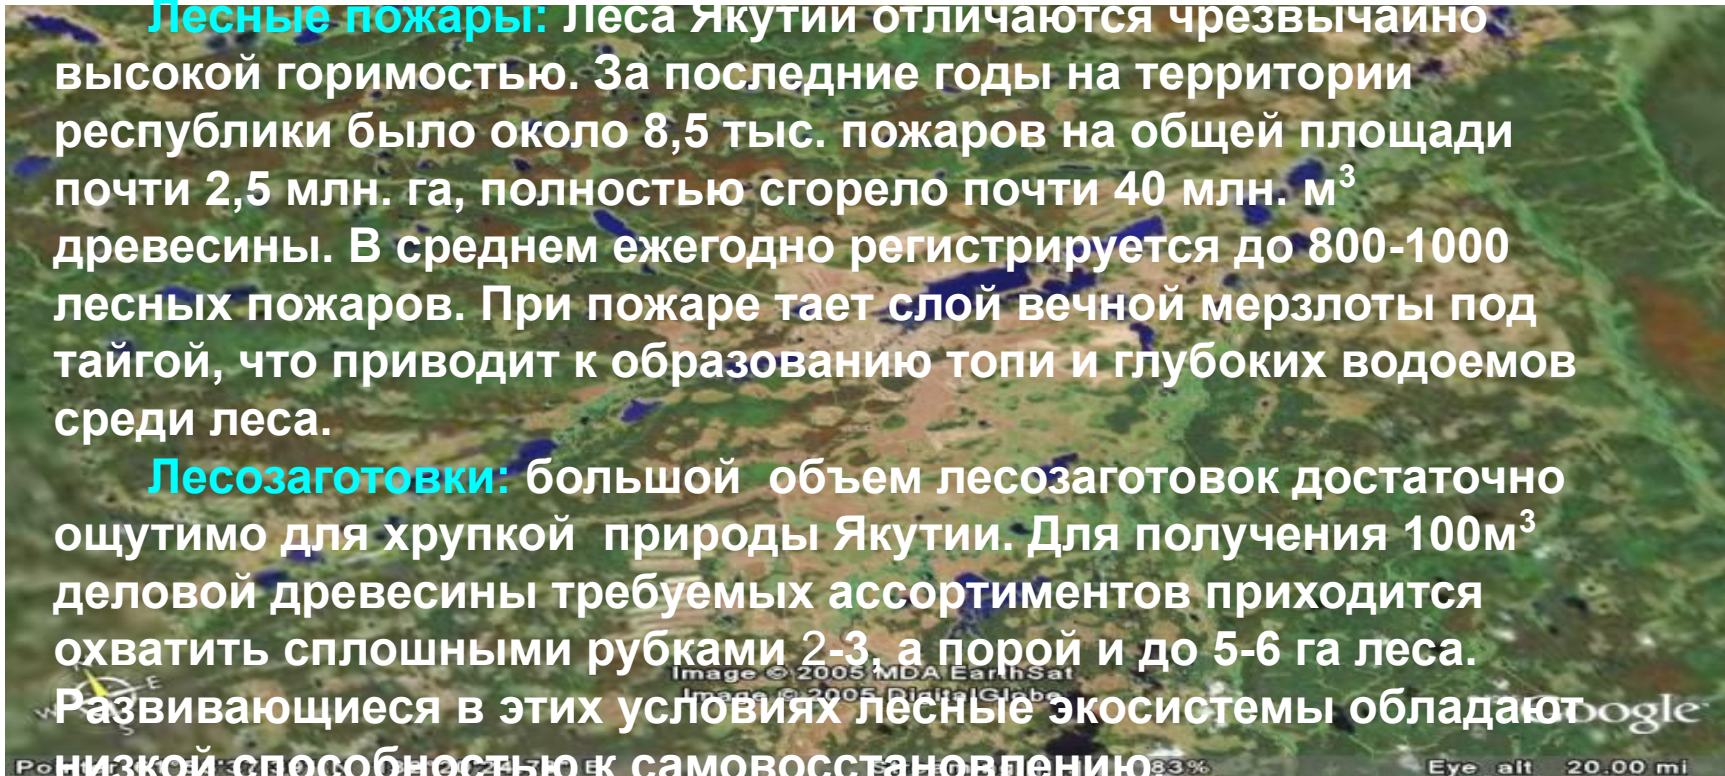 Лесные пожары: Леса Якутии отличаются чрезвычайно
высокой горимостью. За последние годы на территории
республики было около 8,5 тыс. пожаров на общей площади
почти 2,5 млн. га, полностью сгорело почти 40 млн. м³
древесины. В среднем ежегодно регистрируется до 800-1000
лесных пожаров. При пожаре тает слой вечной мерзлоты под
тайгой, что приводит к образованию топи и глубоких водоемов
среди леса.
Лесозаготовки: большой объем лесозаготовок достаточно
ощутимо для хрупкой природы Якутии. Для получения 100м³
деловой древесины требуемых ассортиментов приходится
охватить сплошными рубками 2-3, а порой и до 5-6 га леса.
Image © 2005 MDA EarthSat
Image © 2005 DigitalGlobe
Развивающиеся в этих условиях лесные экосистемы обладают
низкой способностью к самовосстановлению
83%
Eye alt 20.00 mi